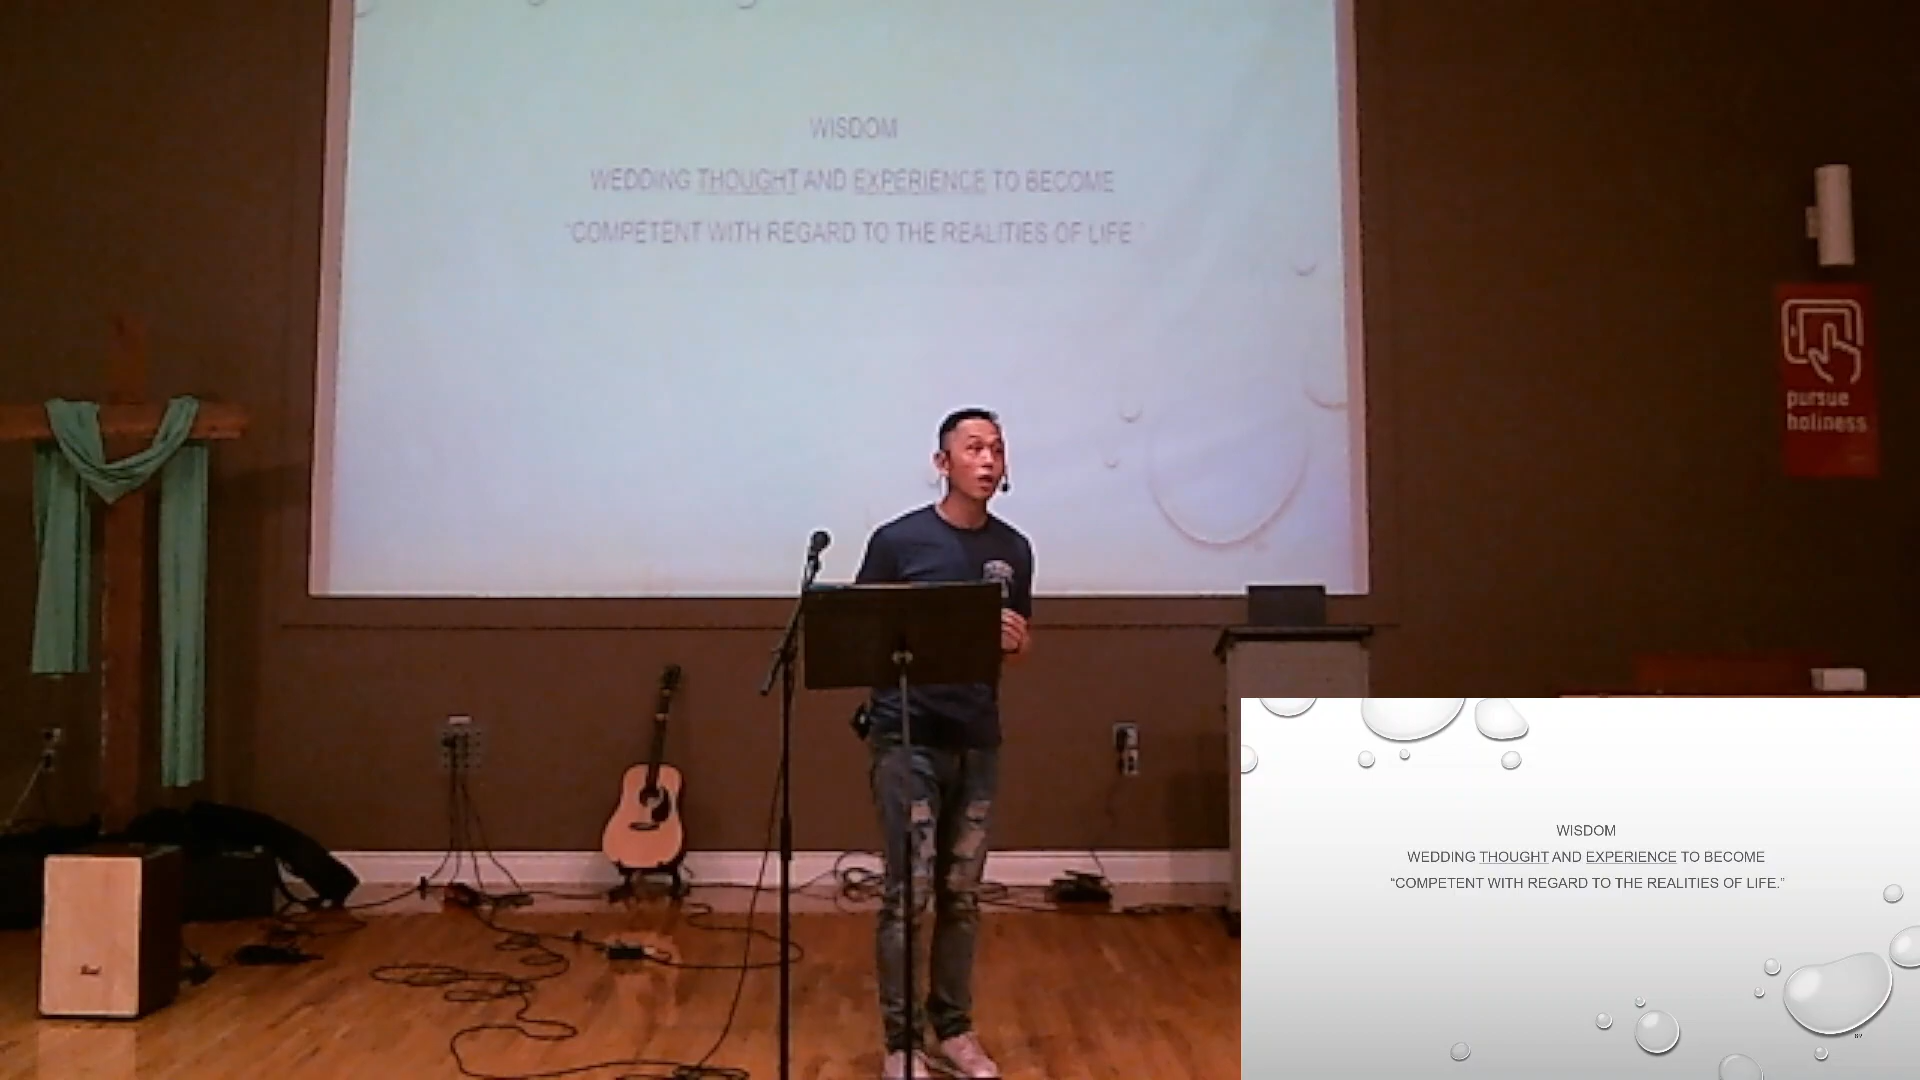 WISDOM
WEDDING THOUGHT AND EXPERIENCE TO BECOME
“COMPETENT WITH REGARD TO THE REALITIES OF LIFE.”
pursue
holiness
WISDOM
WEDDING THOUGHT AND EXPERIENCE TO BECOME
“COMPETENT WITH REGARD TO THE REALITIES OF LIFE.”